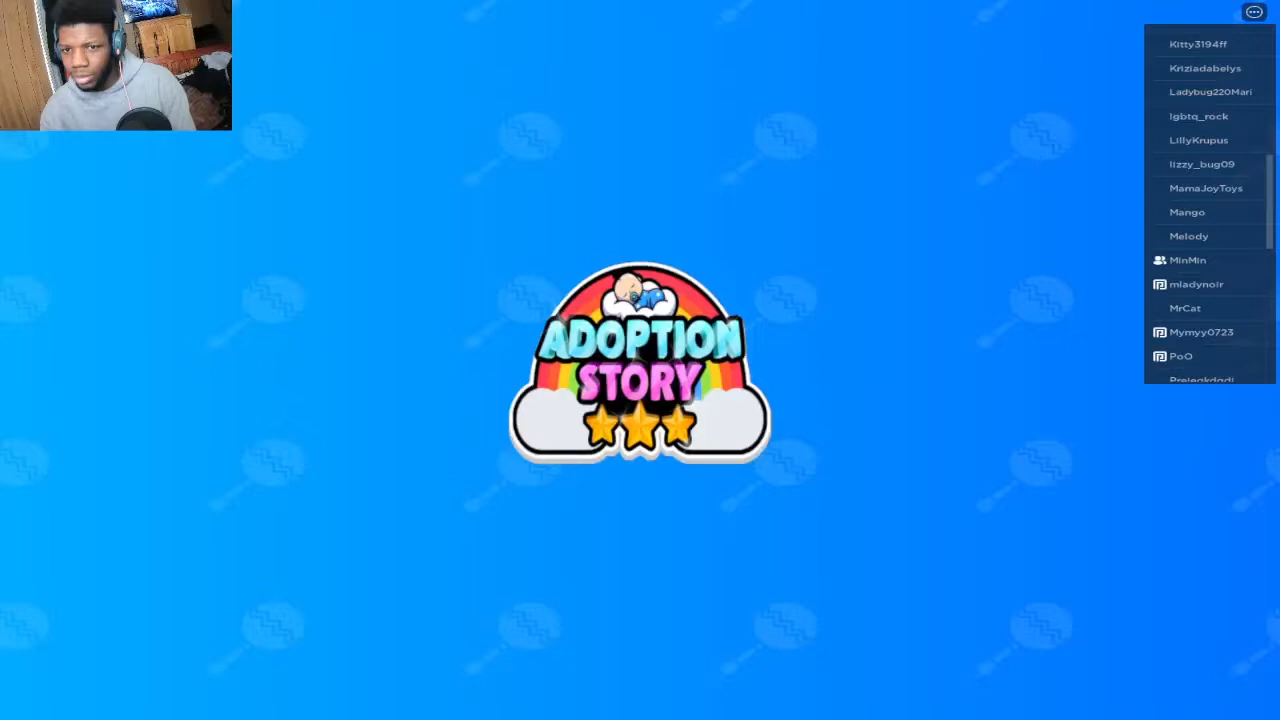 Kitty3194ff
Kriziadabelys
Ladybug220Mari
lgbtq_rock
LillyKrupus
lizzy_bug09
MamaJoyToys
Mango
Melody
MinMin
mladynoir
MrCat
Mymyy0723
PoO
ADOPTION
STORY